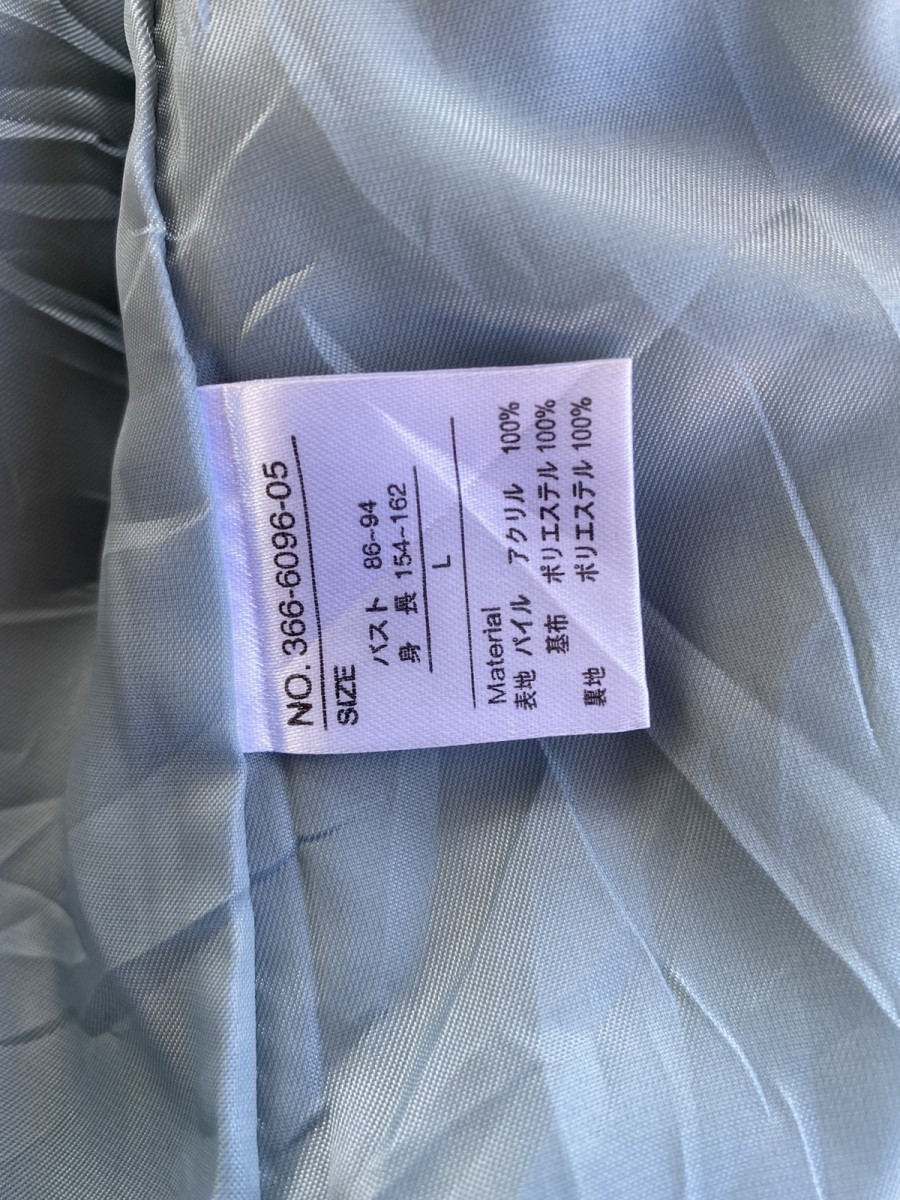 NO. 366-6096-05
SIZE
バスト 86~94
身 長 154~162
L
Material
表地 パイル アクリル 100%
基布 ポリエステル 100%
裏地 ポリエステル 100%